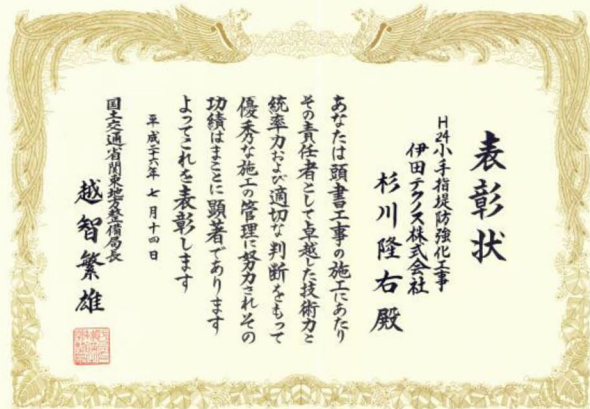 表彰状
H24小手指堤防強化工事
伊田テクノス株式会社
杉川隆右殿
あなたは頭書工事の施工にあたり
その責任者として卓越した技術力と
統率力および適切な判断をもって
優秀な施工の管理に努力されその
功績はまことに顕著であります
よってこれを表彰します
平成二十六年七月十四日
国土交通省関東地方整備局長
越智繁雄